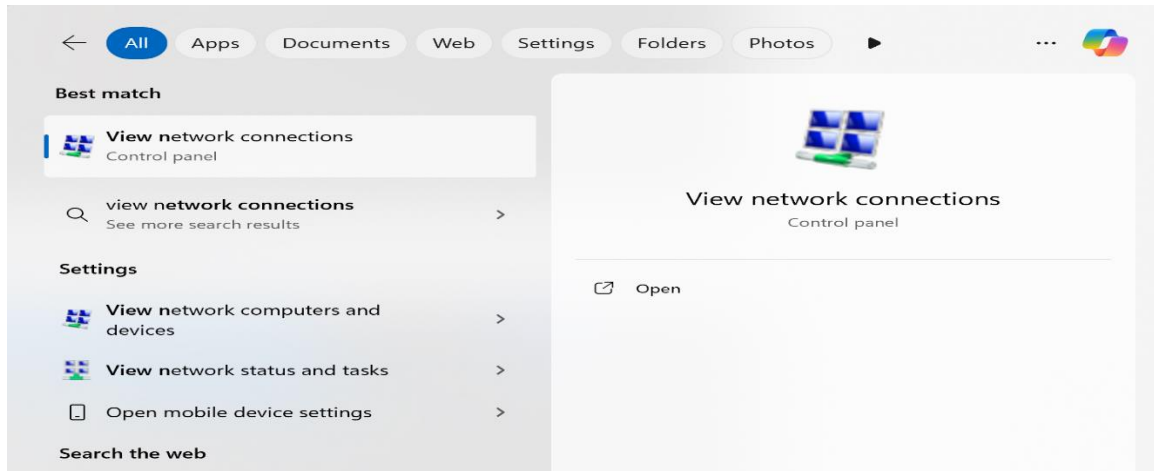 All Apps Documents Web Settings Folders Photos ...
Best match
View network connections
Control panel
view network connections
See more search results
Settings
View network computers and
devices
View network status and tasks
Open mobile device settings
Search the web
View network connections
Control panel
Open